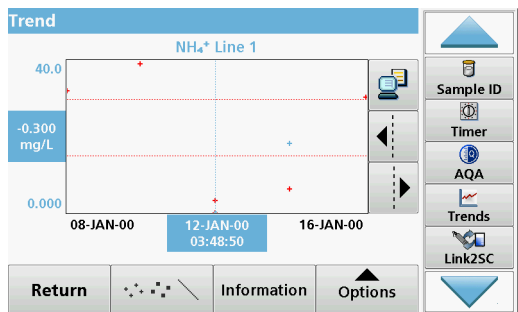 Trend
NH₄⁺ Line 1
40.0
-0.300
mg/L
0.000
08-JAN-00
12-JAN-00
03:48:50
16-JAN-00
Return
Information
Options
Sample ID
Timer
AQA
Trends
Link2SC